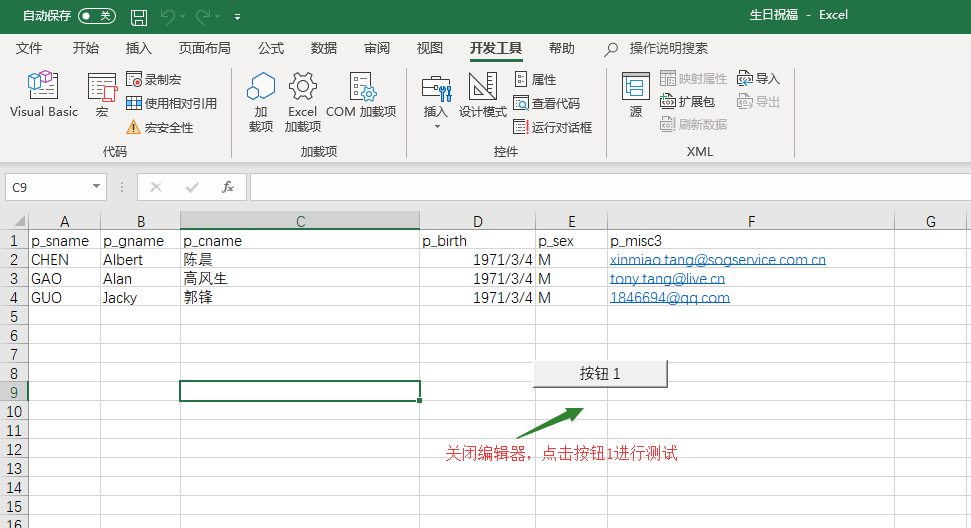 自动保存 关 生日祝福 - Excel
文件 开始 插入 页面布局 公式 数据 审阅 视图 开发工具 帮助 操作说明搜索
Visual Basic 宏 录制宏 使用相对引用 宏安全性
加载项 Excel 加载项 COM 加载项
插入 设计模式 属性 查看代码 运行对话框
源 映射属性 扩展包 刷新数据 导入 导出
代码 加载项 控件 XML
C9 fx
A B C D E F G
1 p_sname p_gname p_cname p_birth p_sex p_misc3
2 CHEN Albert 陈晨 1971/3/4 M xinmiao.tang@sogservice.com.cn
3 GAO Alan 高风生 1971/3/4 M tony.tang@live.cn
4 GUO Jacky 郭锋 1971/3/4 M 1846694@qq.com
5
6
7
8 按钮 1
9
10
11
12 关闭编辑器，点击按钮1进行测试
13
14
15
16